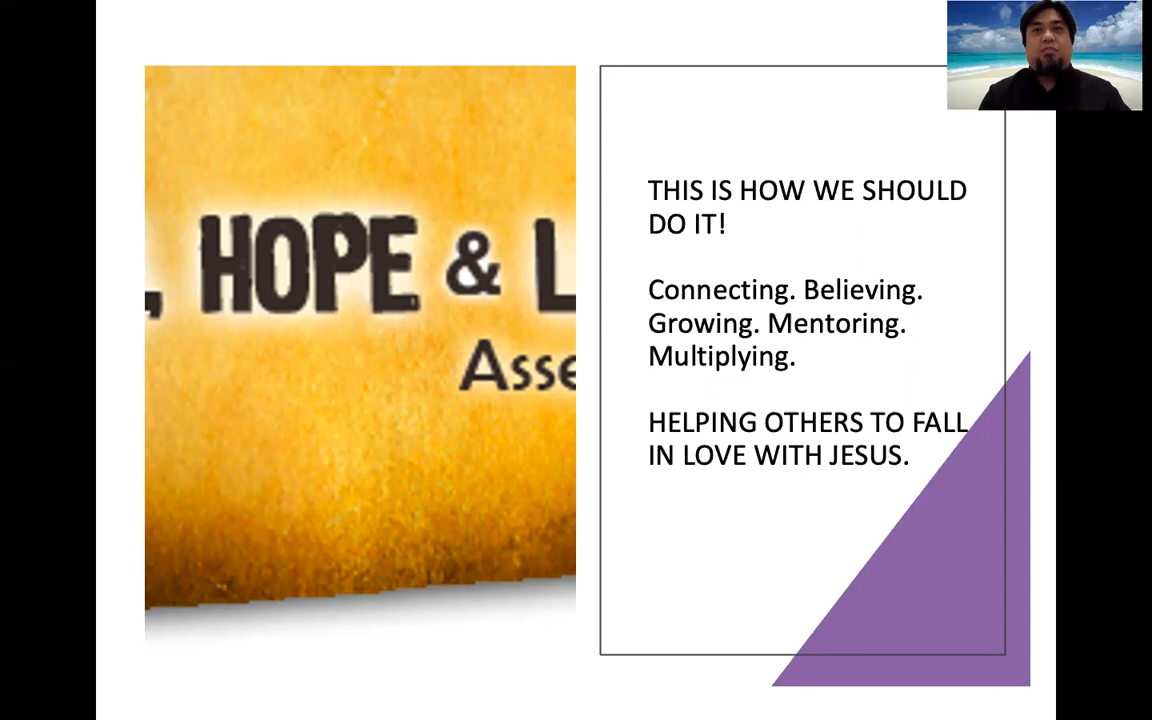 , HOPE & L
Asse
THIS IS HOW WE SHOULD
DO IT!
Connecting. Believing.
Growing. Mentoring.
Multiplying.
HELPING OTHERS TO FALL
IN LOVE WITH JESUS.